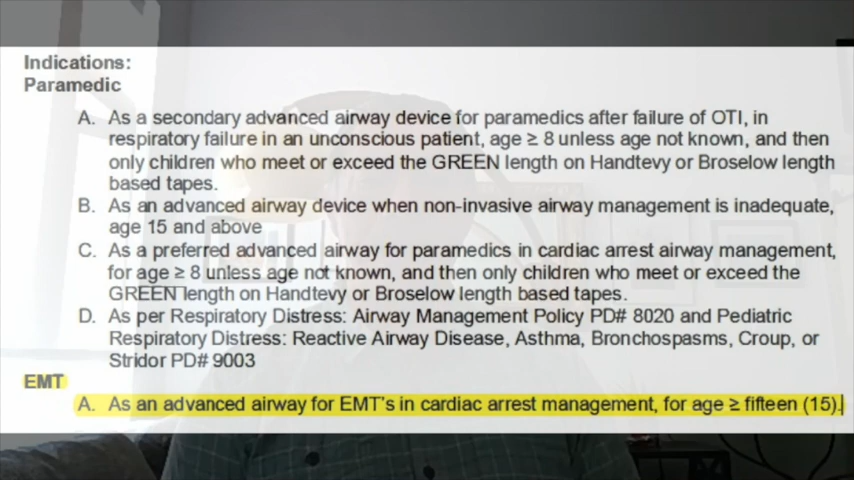 Indications:
Paramedic
A. As a secondary advanced airway device for paramedics after failure of OTI, in
respiratory failure in an unconscious patient, age ≥ 8 unless age not known, and then
only children who meet or exceed the GREEN length on Handtevy or Broselow length
based tapes.
B. As an advanced airway device when non-invasive airway management is inadequate,
age 15 and above
C. As a preferred advanced airway for paramedics in cardiac arrest airway management,
for age ≥ 8 unless age not known, and then only children who meet or exceed the
GREEN length on Handtevy or Broselow length based tapes.
D. As per Respiratory Distress: Airway Management Policy PD# 8020 and Pediatric
Respiratory Distress: Reactive Airway Disease, Asthma, Bronchospasms, Croup, or
Stridor PD# 9003
EMT
A. As an advanced airway for EMT's in cardiac arrest management, for age ≥ fifteen (15).